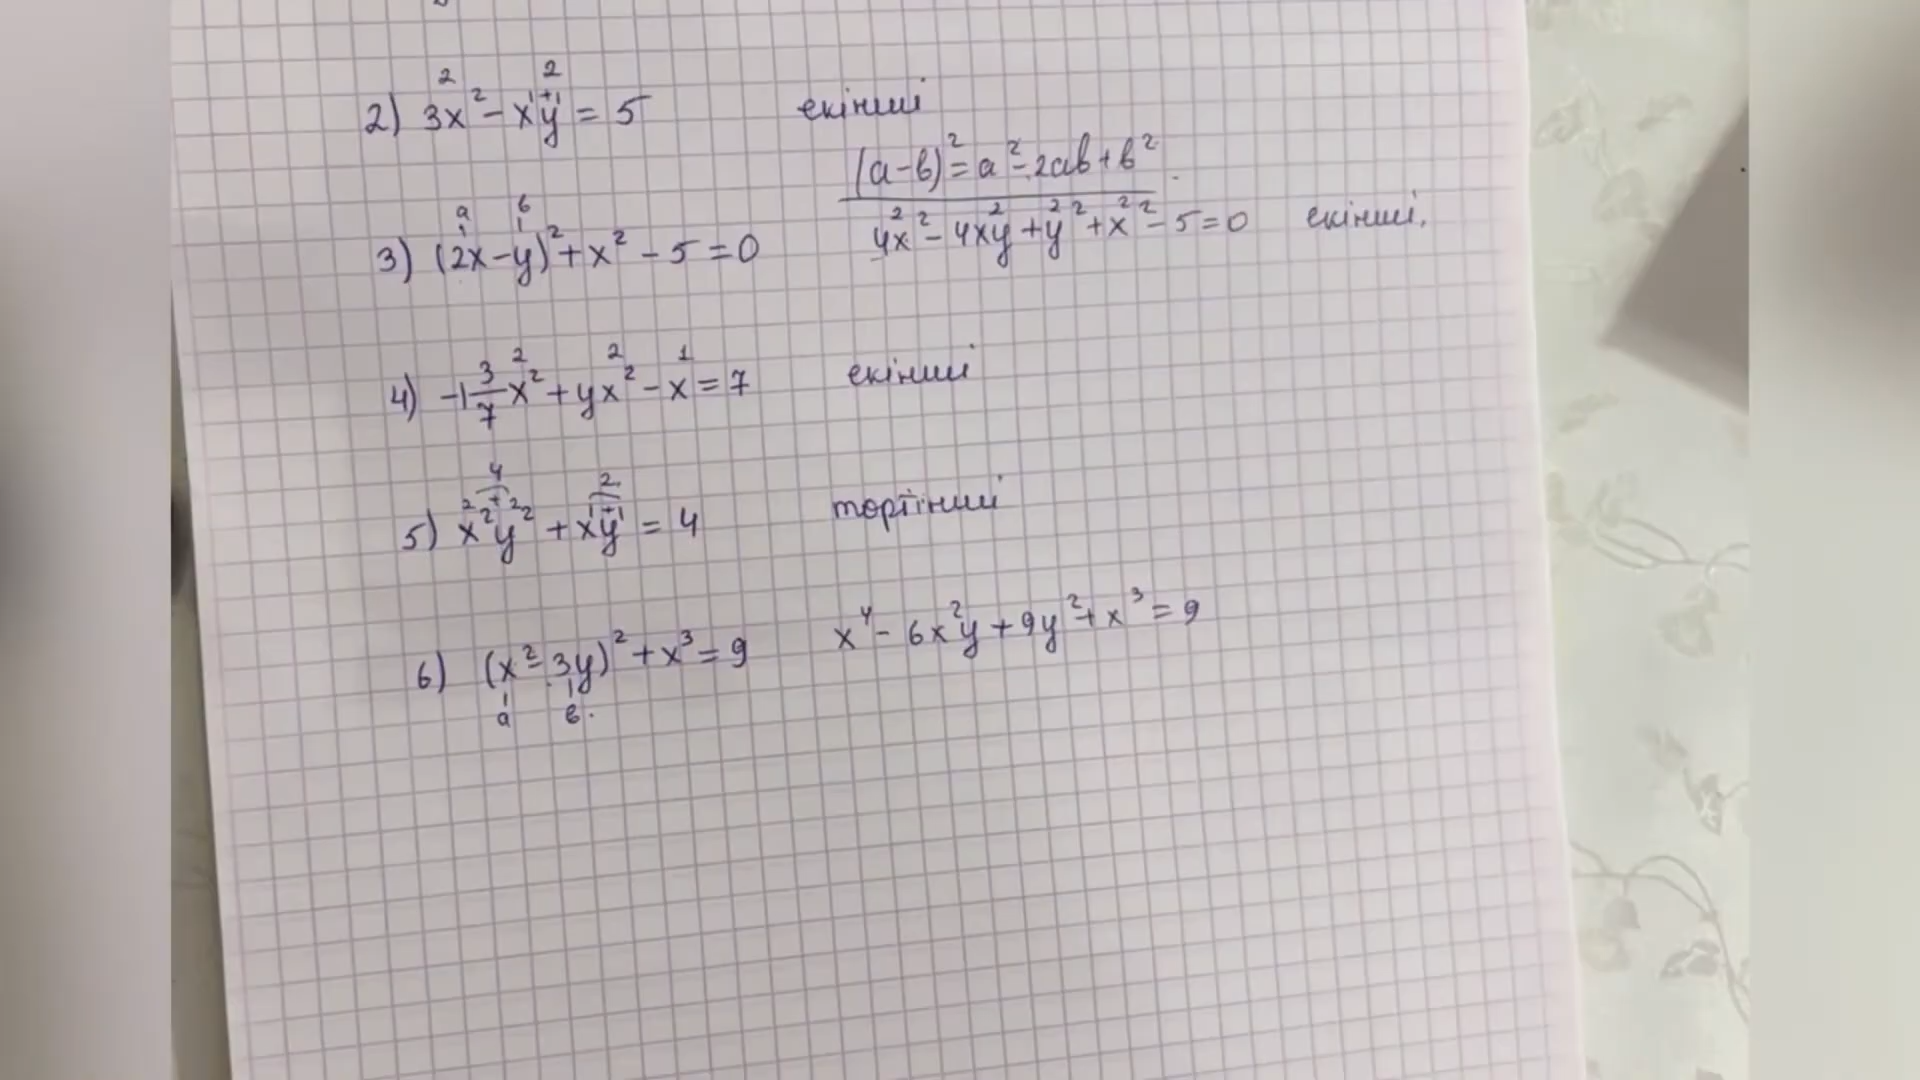 2) 3x² - xy = 5 екінші
(a-b)² = a² - 2ab + b²
3) (2x-y)² + x² - 5 = 0 4x² - 4xy + y² + x² - 5 = 0 екінші.
4) -1 3/7 x² + yx² - x = 7 екінші
5) x²y² + xy = 4 төртінші
6) (x² - 3y)² + x³ = 9 x⁴ - 6x²y + 9y² + x³ = 9
a b.